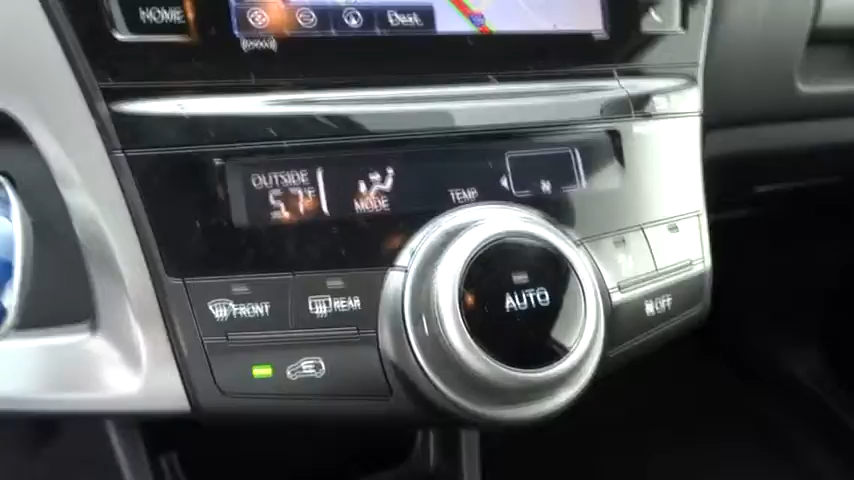 HOME
Dest.
OUTSIDE
57°F
MODE
TEMP
FRONT
REAR
AUTO
OFF